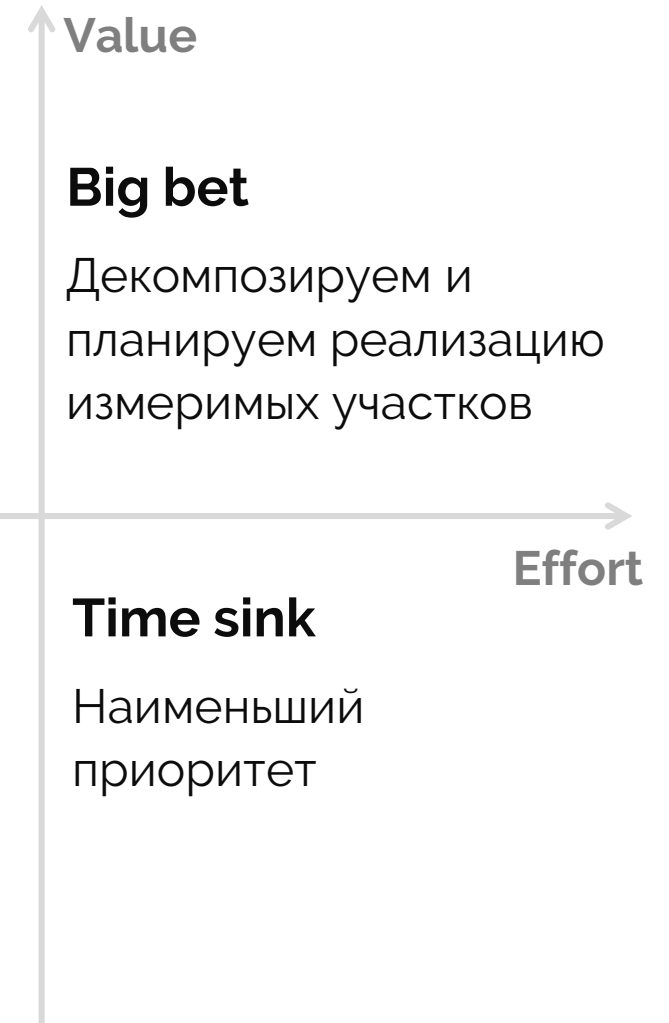 Value
Big bet
Декомпозируем и
планируем реализацию
измеримых участков
Effort
Time sink
Наименьший
приоритет